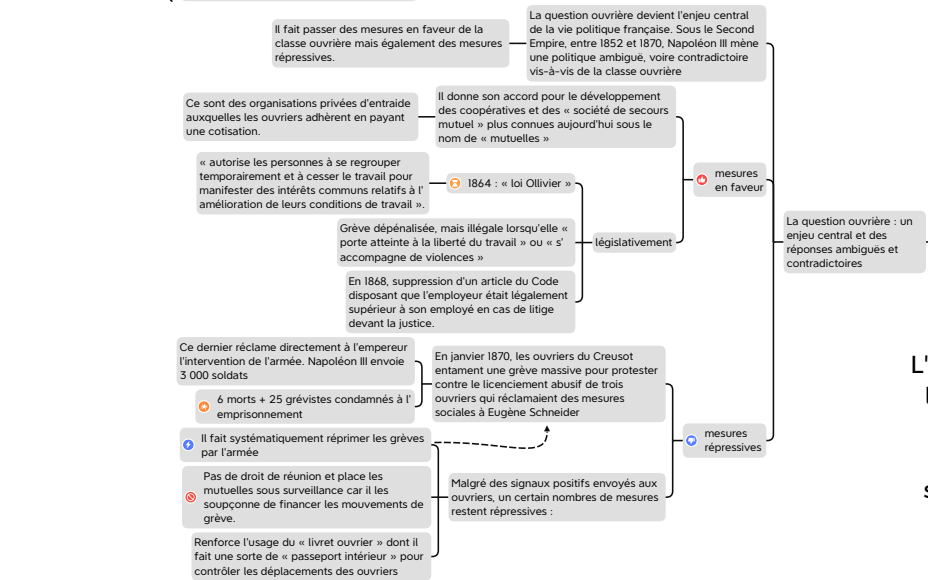 La question ouvrière devient l'enjeu central
de la vie politique française. Sous le Second
Empire, entre 1852 et 1870, Napoléon III mène
une politique ambiguë, voire contradictoire
vis-à-vis de la classe ouvrière
Il fait passer des mesures en faveur de la
classe ouvrière mais également des mesures
répressives.
Il donne son accord pour le développement
des coopératives et des « société de secours
mutuel » plus connues aujourd'hui sous le
nom de « mutuelles »
Ce sont des organisations privées d'entraide
auxquelles les ouvriers adhèrent en payant
une cotisation.
« autorise les personnes à se regrouper
temporairement et à cesser le travail pour
manifester des intérêts communs relatifs à l'
amélioration de leurs conditions de travail ».
1864 : « loi Ollivier »
mesures
en faveur
Grève dépénalisée, mais illégale lorsqu'elle «
porte atteinte à la liberté du travail » ou « s'
accompagne de violences »
législativement
La question ouvrière : un
enjeu central et des
réponses ambiguës et
contradictoires
En 1868, suppression d'un article du Code
disposant que l'employeur était légalement
supérieur à son employé en cas de litige
devant la justice.
Ce dernier réclame directement à l'empereur
l'intervention de l'armée. Napoléon III envoie
3 000 soldats
En janvier 1870, les ouvriers du Creusot
entament une grève massive pour protester
contre le licenciement abusif de trois
ouvriers qui réclamaient des mesures
sociales à Eugène Schneider
6 morts + 25 grévistes condamnés à l'
emprisonnement
Il fait systématiquement réprimer les grèves
par l'armée
mesures
répressives
Pas de droit de réunion et place les
mutuelles sous surveillance car il les
soupçonne de financer les mouvements de
grève.
Malgré des signaux positifs envoyés aux
ouvriers, un certain nombres de mesures
restent répressives :
Renforce l'usage du « livret ouvrier » dont il
fait une sorte de « passeport intérieur » pour
contrôler les déplacements des ouvriers
L'